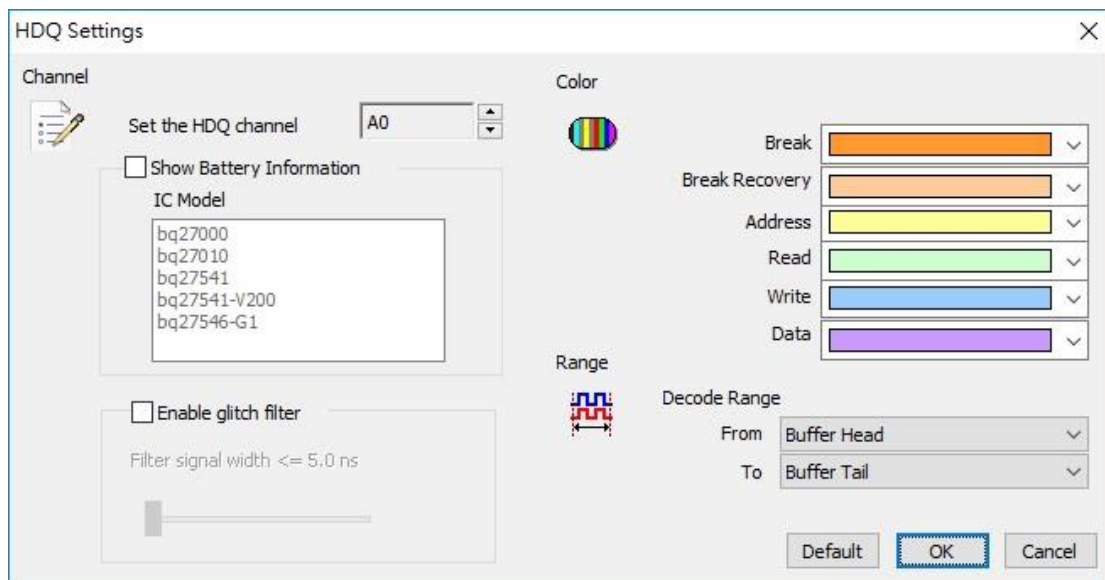 HDQ Settings
Channel
Set the HDQ channel
A0
Show Battery Information
IC Model
bq27000
bq27010
bq27541
bq27541-V200
bq27546-G1
Enable glitch filter
Filter signal width <= 5.0 ns
Color
Break
Break Recovery
Address
Read
Write
Data
Range
Decode Range
From Buffer Head
To Buffer Tail
Default OK Cancel